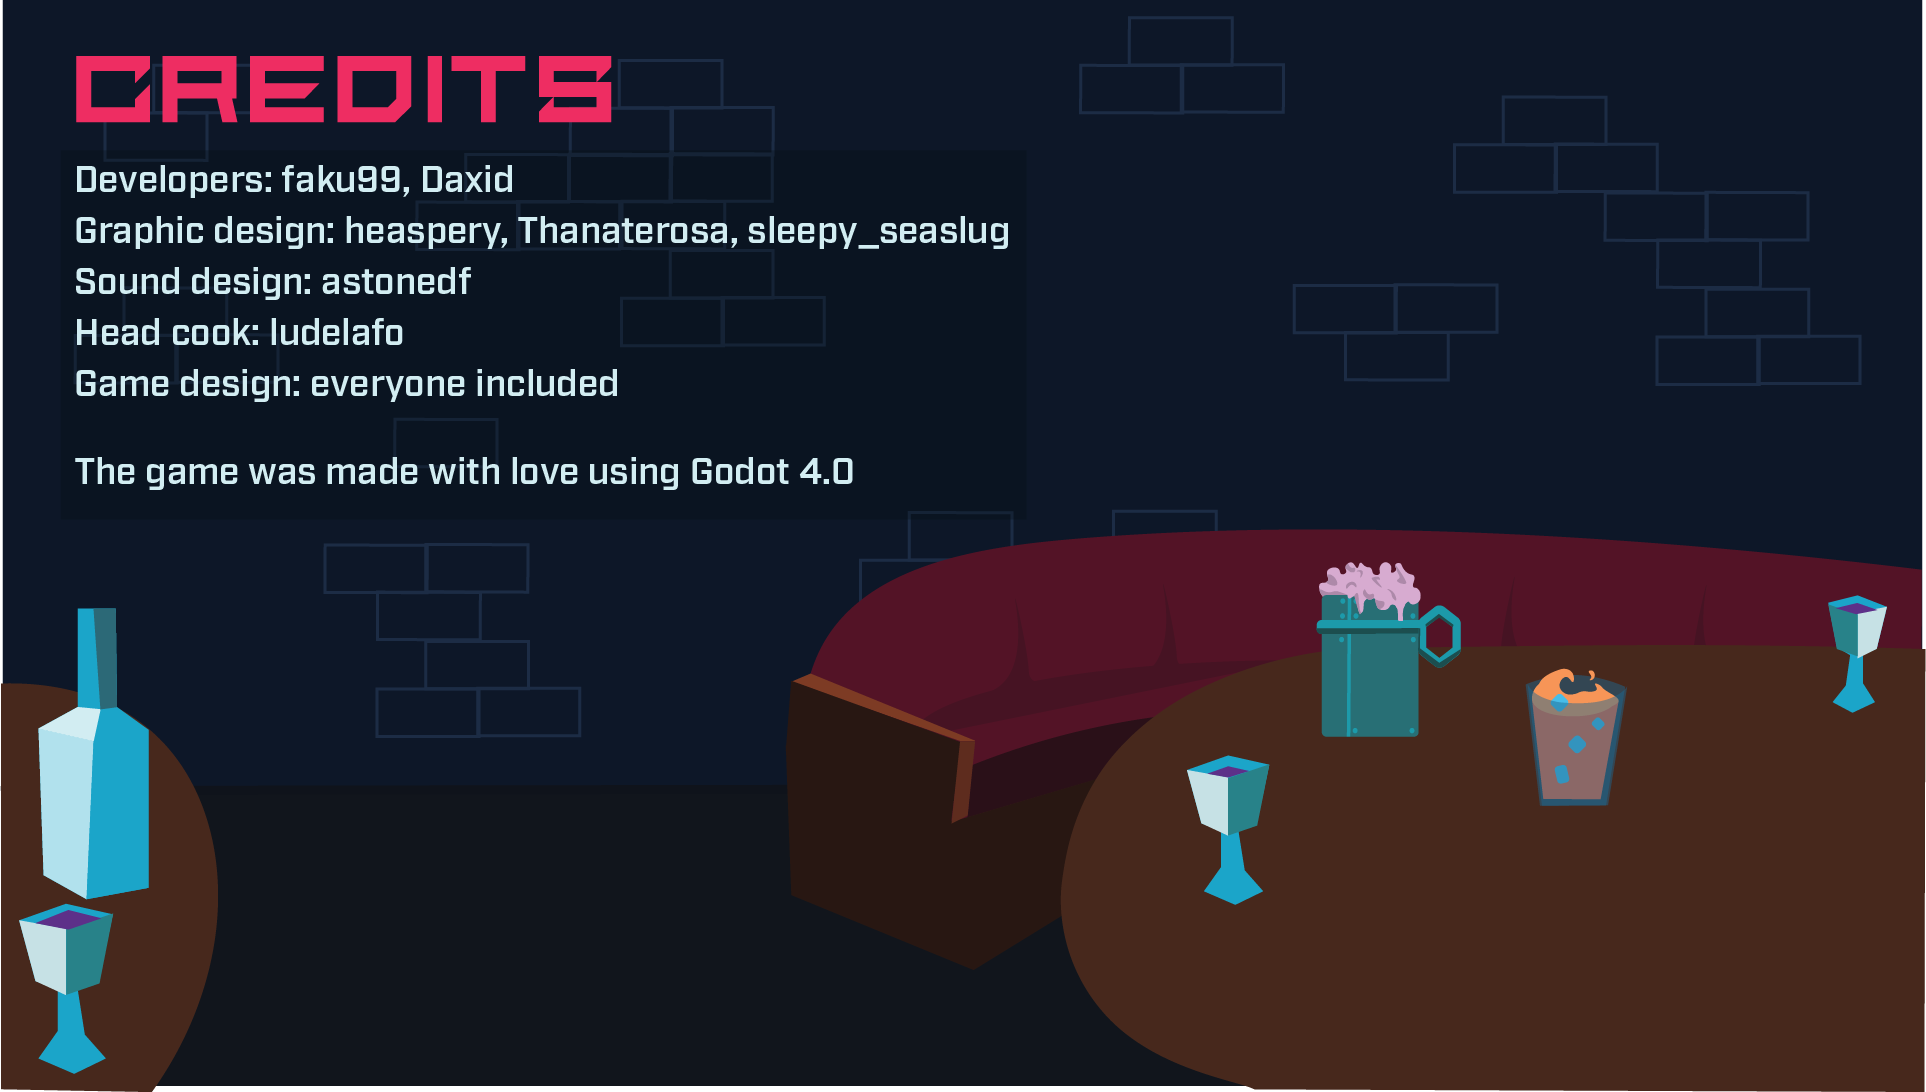 CREDITS
Developers: faku99, Daxid
Graphic design: heaspery, Thanaterosa, sleepy_seaslug
Sound design: astonedf
Head cook: ludelafo
Game design: everyone included
The game was made with love using Godot 4.0